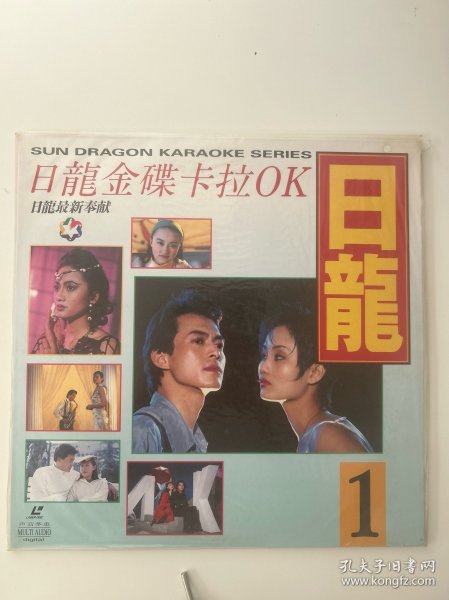 SUN DRAGON KARAOKE SERIES
日龍金碟卡拉OK
日龍最新奉献
日龍
1
LASER DISC
MULTI AUDIO
digital
孔夫子旧书网
www.kongfz.com